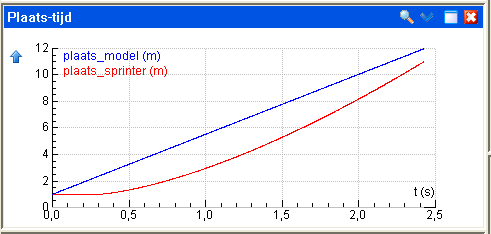 Plaats-tijd
plaats_model (m)
plaats_sprinter (m)
12
10
8
6
4
2
0
t (s)
0,0 0,5 1,0 1,5 2,0 2,5